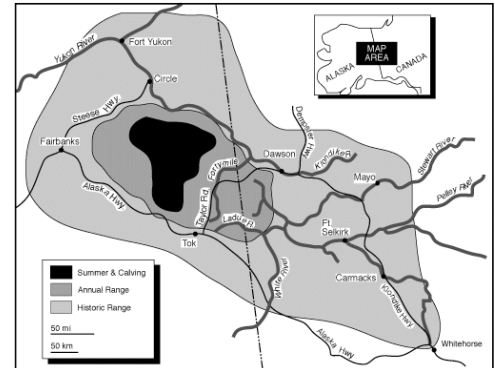 Yukon River
Fort Yukon
Circle
Steese Hwy
Fairbanks
Alaska Hwy
Tok
Taylor Rd.
Fortymile
Ladue R.
Dawson
Dempster
Hwy
Klondike R.
Mayo
Stewart River
Pelley River
Ft.
Selkirk
White River
Carmacks
Klondike Hwy.
Alaska Hwy
Whitehorse
MAP
AREA
ALASKA
CANADA
Summer & Calving
Annual Range
Historic Range
50 mi
50 km